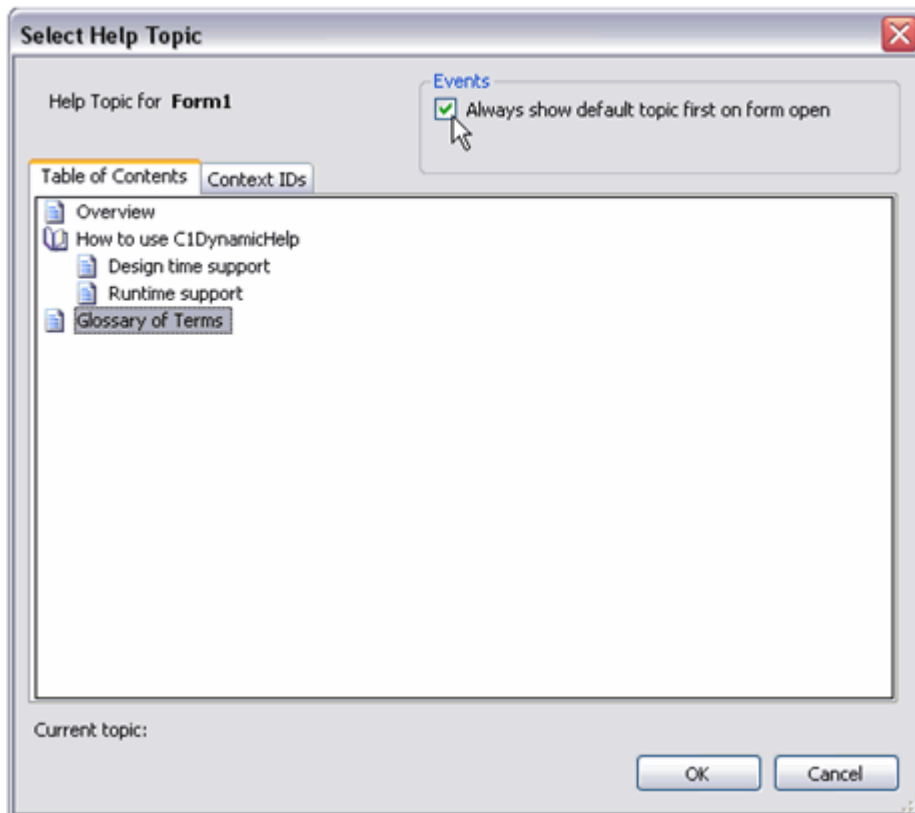 Select Help Topic
Help Topic for Form1
Events
Always show default topic first on form open
Table of Contents
Context IDs
Overview
How to use C1DynamicHelp
Design time support
Runtime support
Glossary of Terms
Current topic:
OK
Cancel